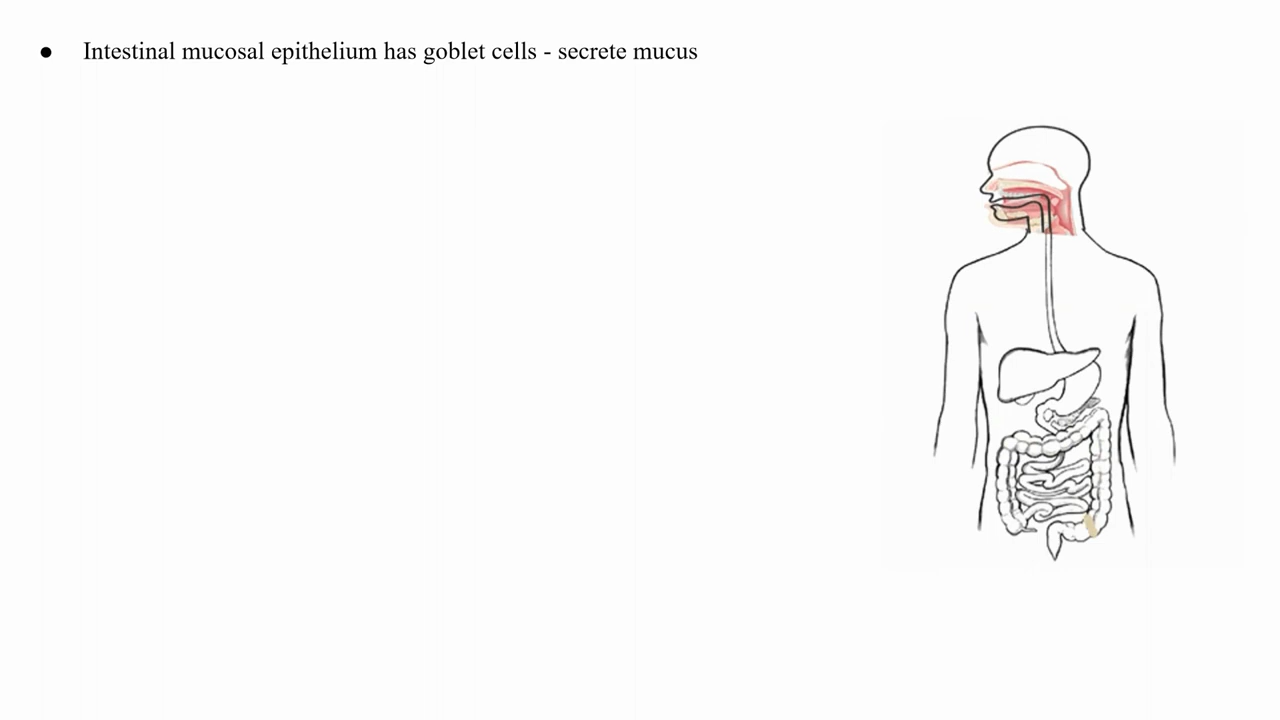 ● Intestinal mucosal epithelium has goblet cells - secrete mucus